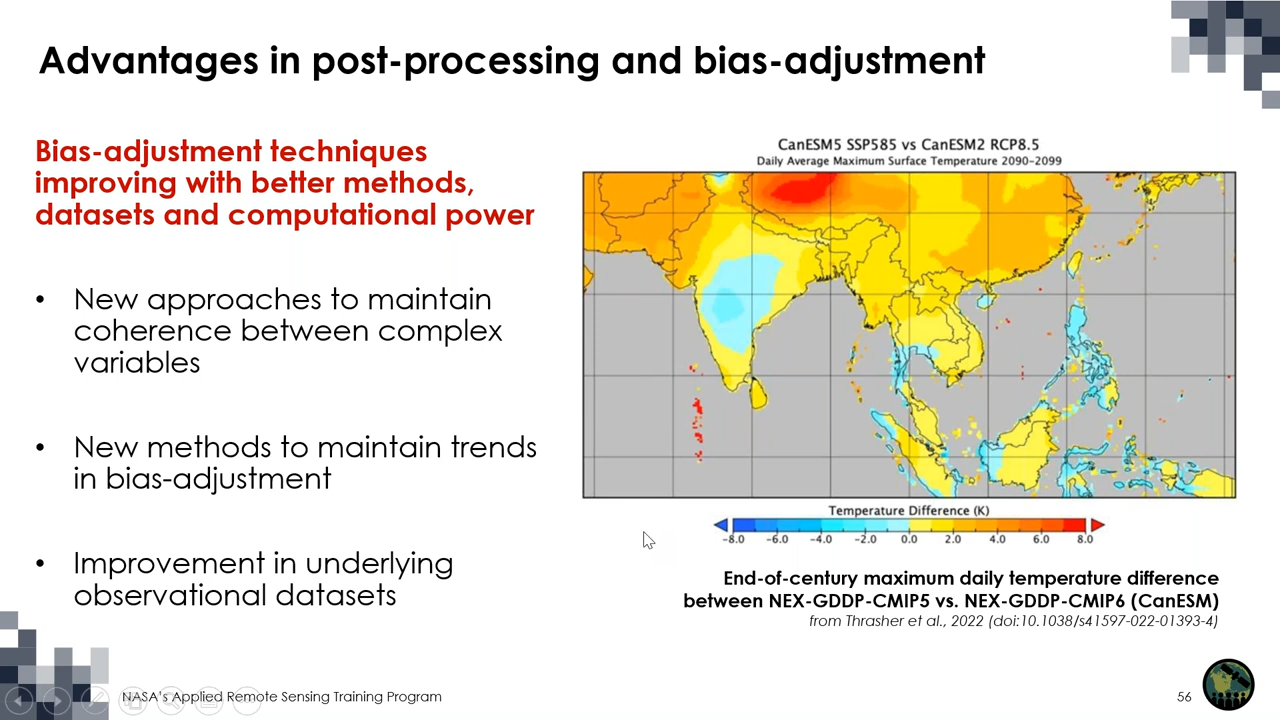 Advantages in post-processing and bias-adjustment
Bias-adjustment techniques
improving with better methods,
datasets and computational power
• New approaches to maintain
coherence between complex
variables
• New methods to maintain trends
in bias-adjustment
• Improvement in underlying
observational datasets
CanESM5 SSP585 vs CanESM2 RCP8.5
Daily Average Maximum Surface Temperature 2090-2099
Temperature Difference (K)
-8.0 -6.0 -4.0 -2.0 0.0 2.0 4.0 6.0 8.0
End-of-century maximum daily temperature difference
between NEX-GDDP-CMIP5 vs. NEX-GDDP-CMIP6 (CanESM)
from Thrasher et al., 2022 (doi:10.1038/s41597-022-01393-4)
NASA's Applied Remote Sensing Training Program
56